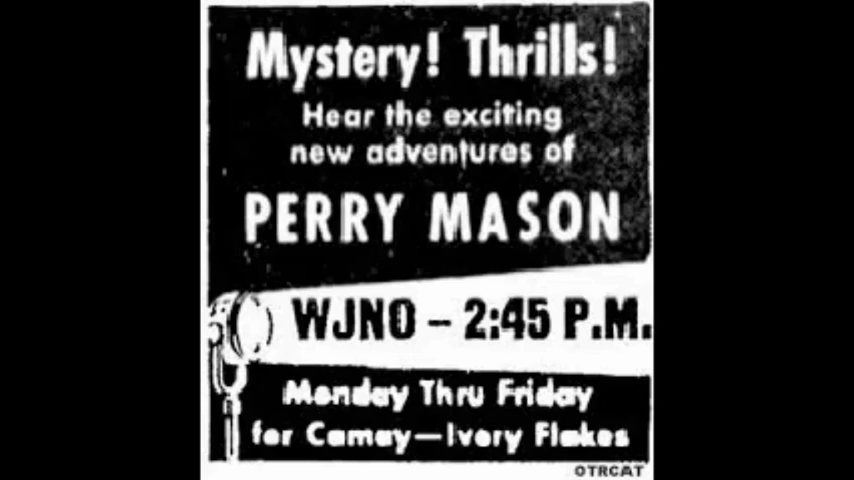 Mystery! Thrills!
Hear the exciting
new adventures of
PERRY MASON
WJNO – 2:45 P.M.
Monday Thru Friday
for Camay—Ivory Flakes
OTRCAT